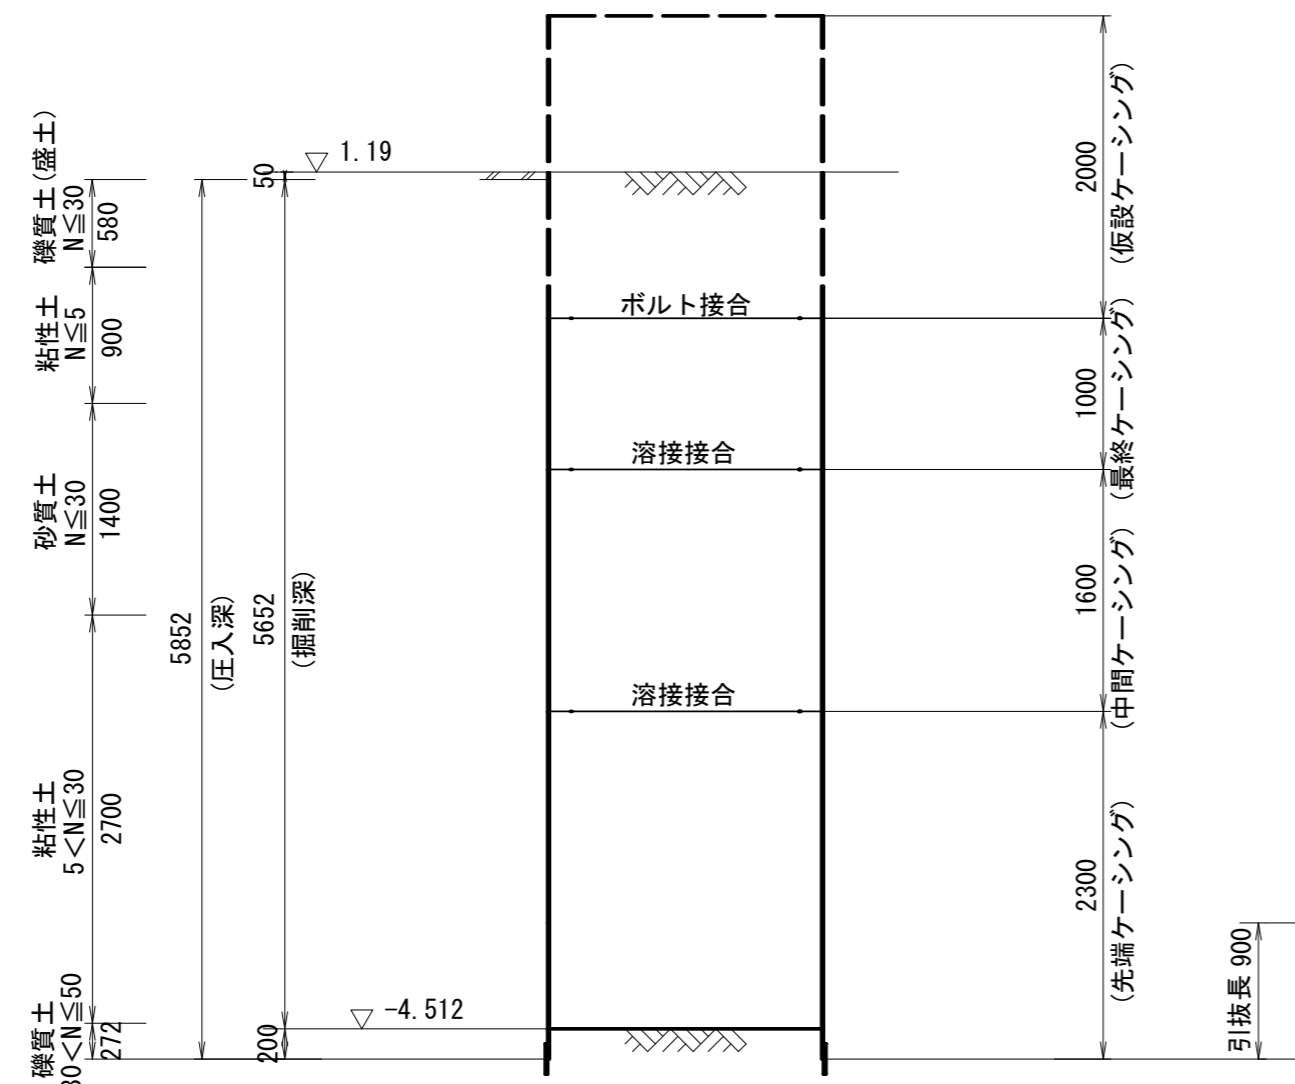 礫質土(盛土)
N≦30
580
粘性土
N≦5
900
砂質土
N≦30
1400
粘性土
5<N≦30
2700
礫質土
30<N≦50
272
5852
(圧入深)
50
5652
(掘削深)
200
▽ 1.19
▽ -4.512
ボルト接合
溶接接合
溶接接合
2000
(仮設ケーシング)
1000
(最終ケーシング)
1600
(中間ケーシング)
2300
(先端ケーシング)
引抜長 900